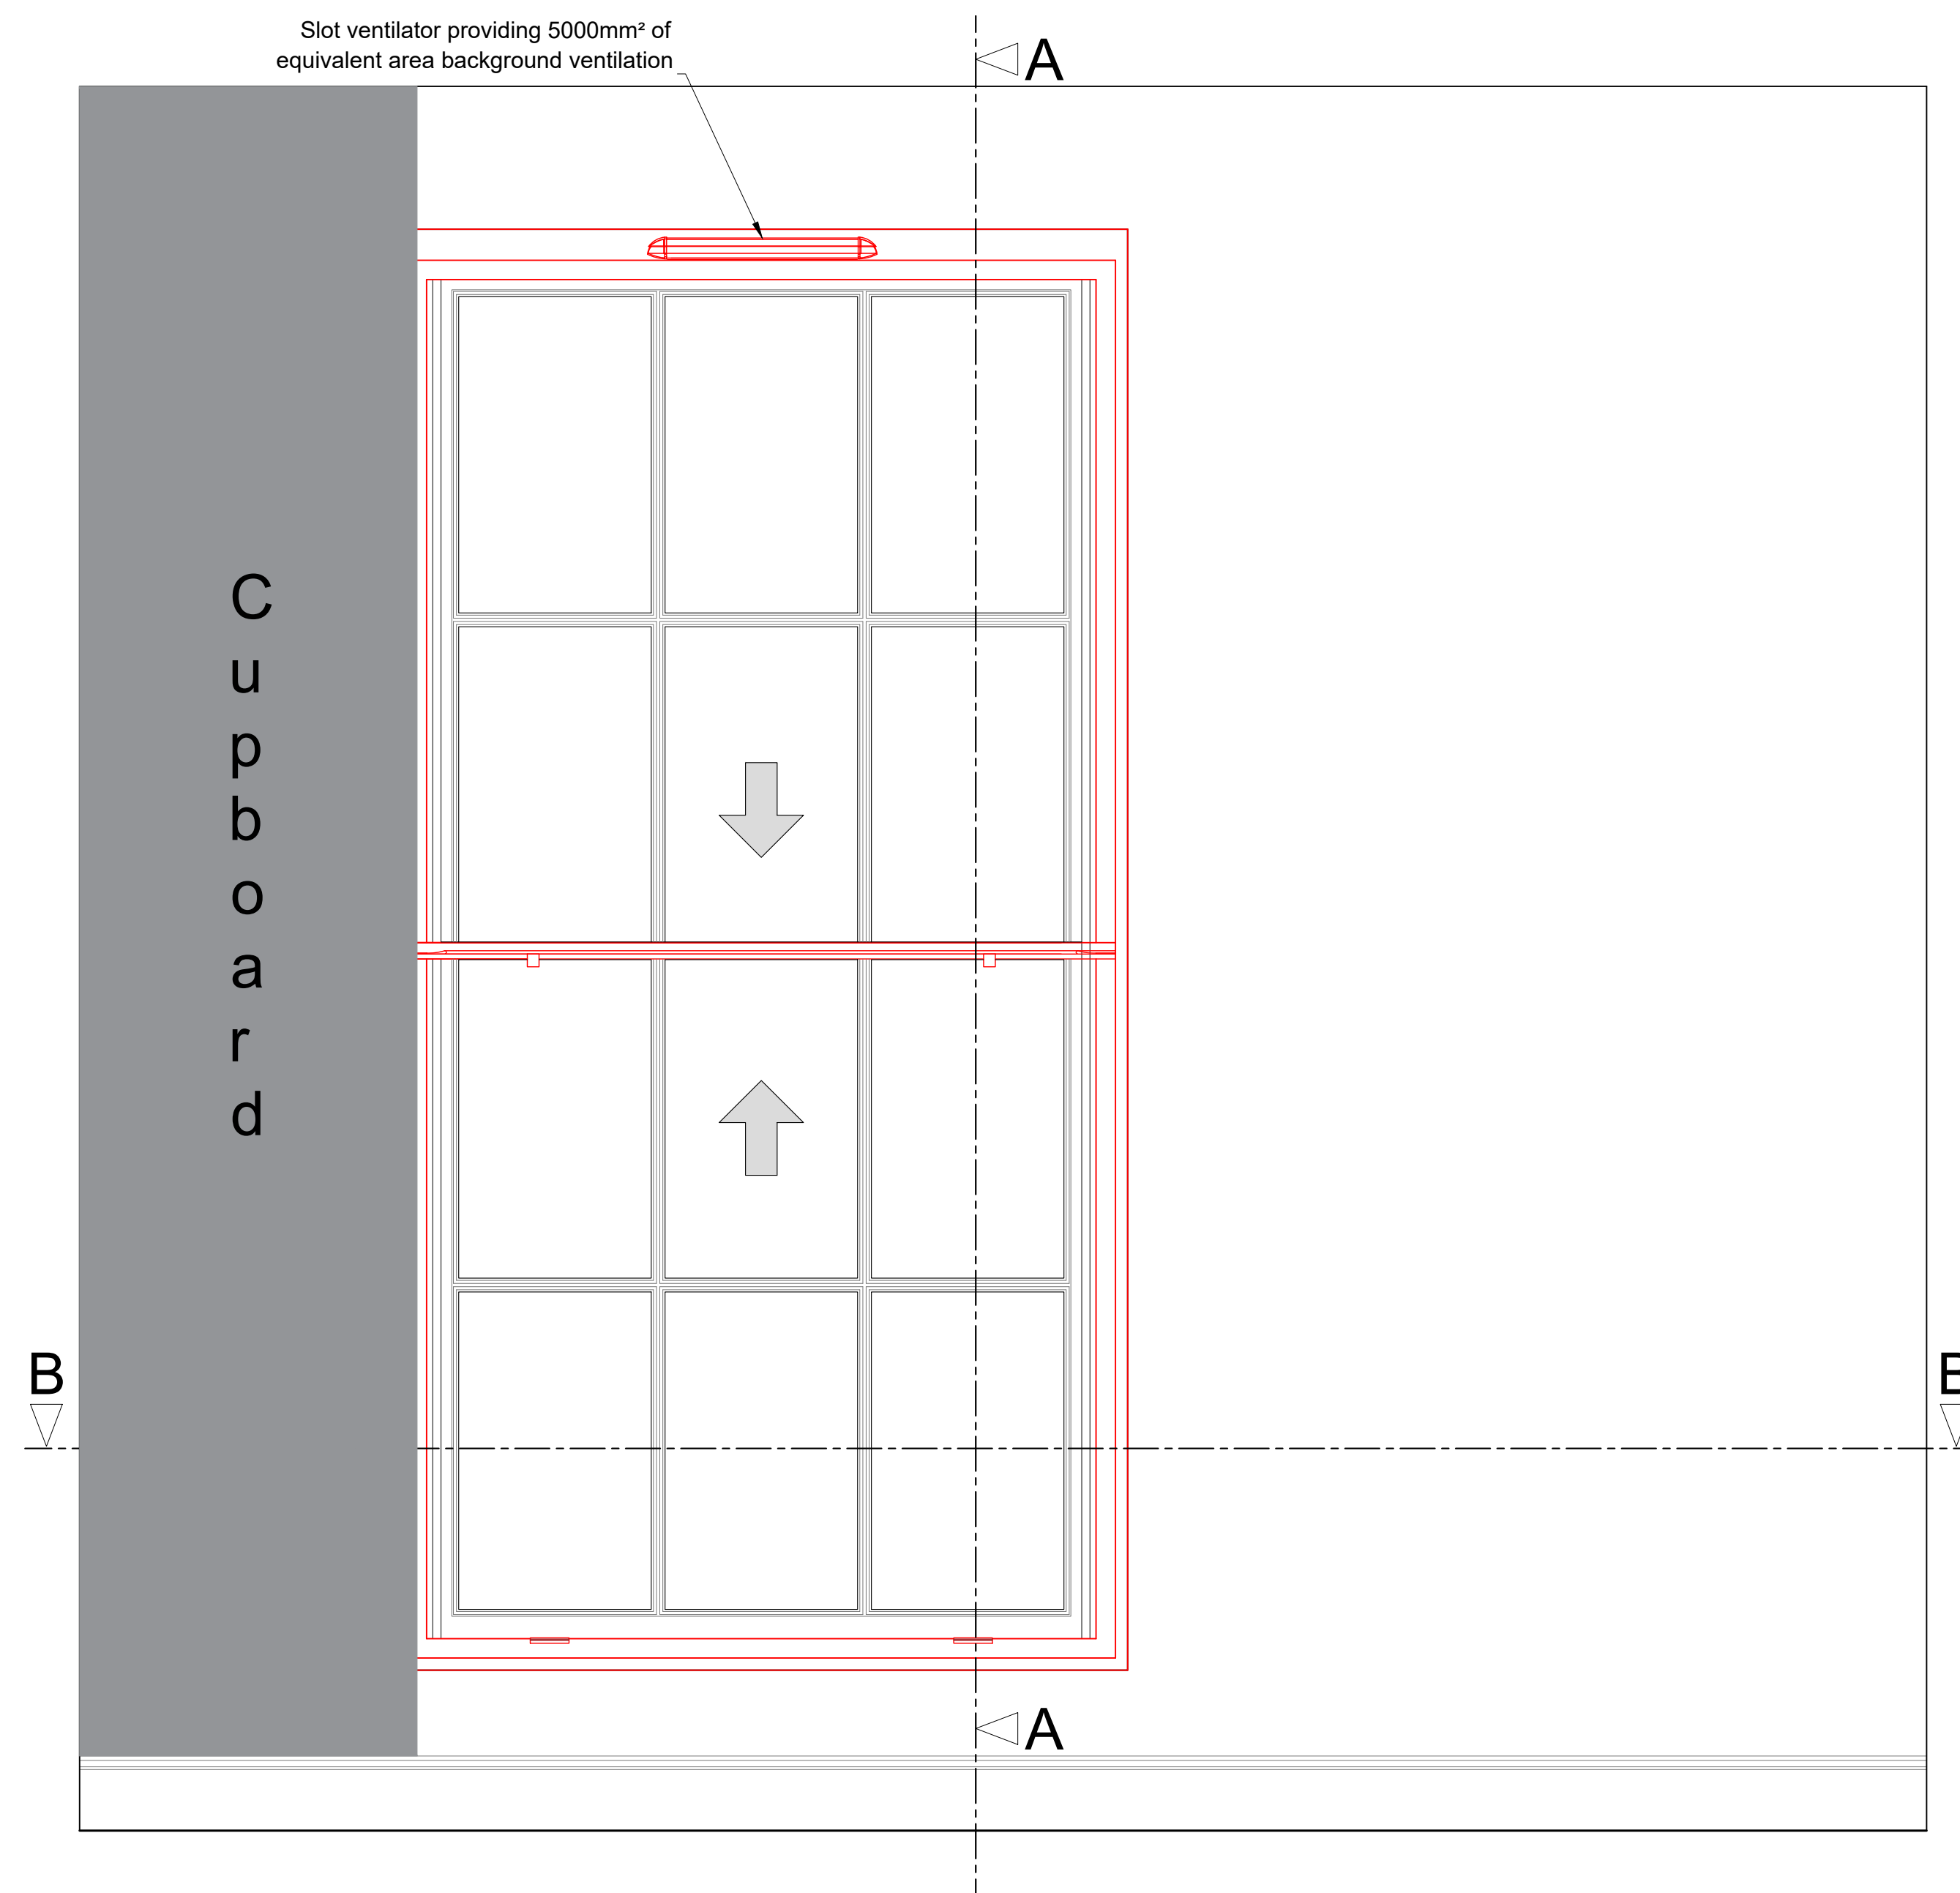 Slot ventilator providing 5000mm² of
equivalent area background ventilation
A
Cupboard
B
B
A